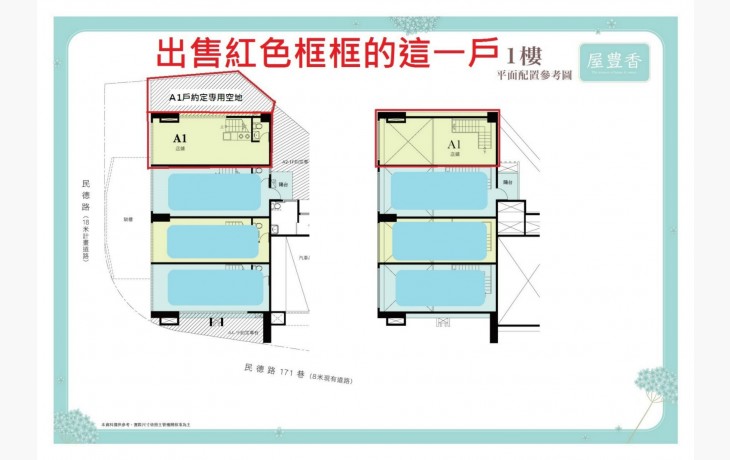 出售紅色框框的這一戶
1樓
平面配置參考圖
屋豊香
A1戶約定專用空地
A1
店鋪
A1
店鋪
陽台
陽台
騎樓
民德路(18米計畫道路)
民德路171巷(8米現有道路)